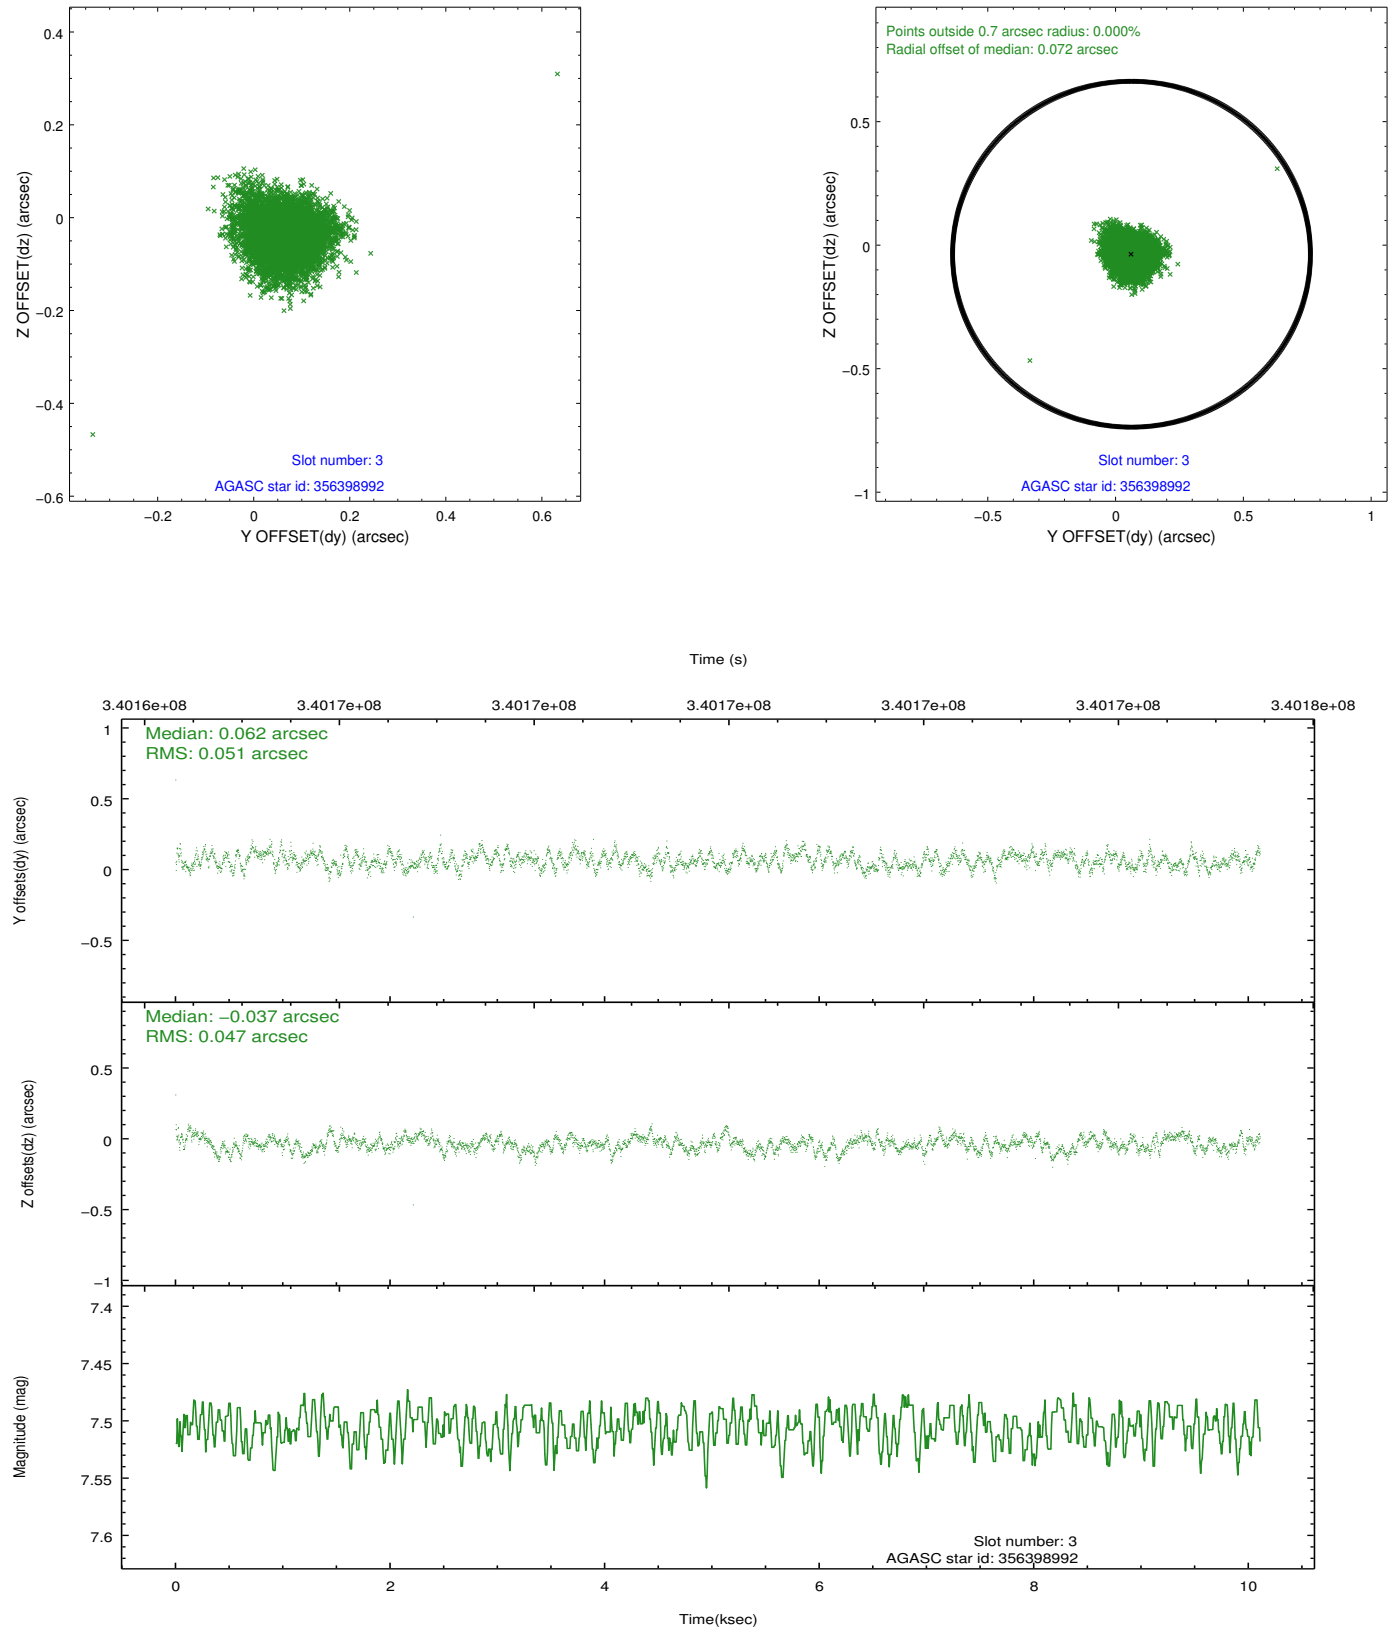 0.4
0.2
0
−0.2
−0.4
−0.6
Z OFFSET(dz) (arcsec)
Slot number: 3
AGASC star id: 356398992
−0.2 0 0.2 0.4 0.6
Y OFFSET(dy) (arcsec)
Points outside 0.7 arcsec radius: 0.000%
Radial offset of median: 0.072 arcsec
0.5
0
−0.5
−1
Z OFFSET(dz) (arcsec)
Slot number: 3
AGASC star id: 356398992
−0.5 0 0.5 1
Y OFFSET(dy) (arcsec)
Time (s)
3.4016e+08 3.4017e+08 3.4017e+08 3.4017e+08 3.4017e+08 3.4017e+08 3.4018e+08
Median: 0.062 arcsec
RMS: 0.051 arcsec
1
0.5
0
−0.5
Y offsets(dy) (arcsec)
Median: −0.037 arcsec
RMS: 0.047 arcsec
0.5
0
−0.5
−1
Z offsets(dz) (arcsec)
7.4
7.45
7.5
7.55
7.6
Magnitude (mag)
Slot number: 3
AGASC star id: 356398992
0 2 4 6 8 10
Time(ksec)